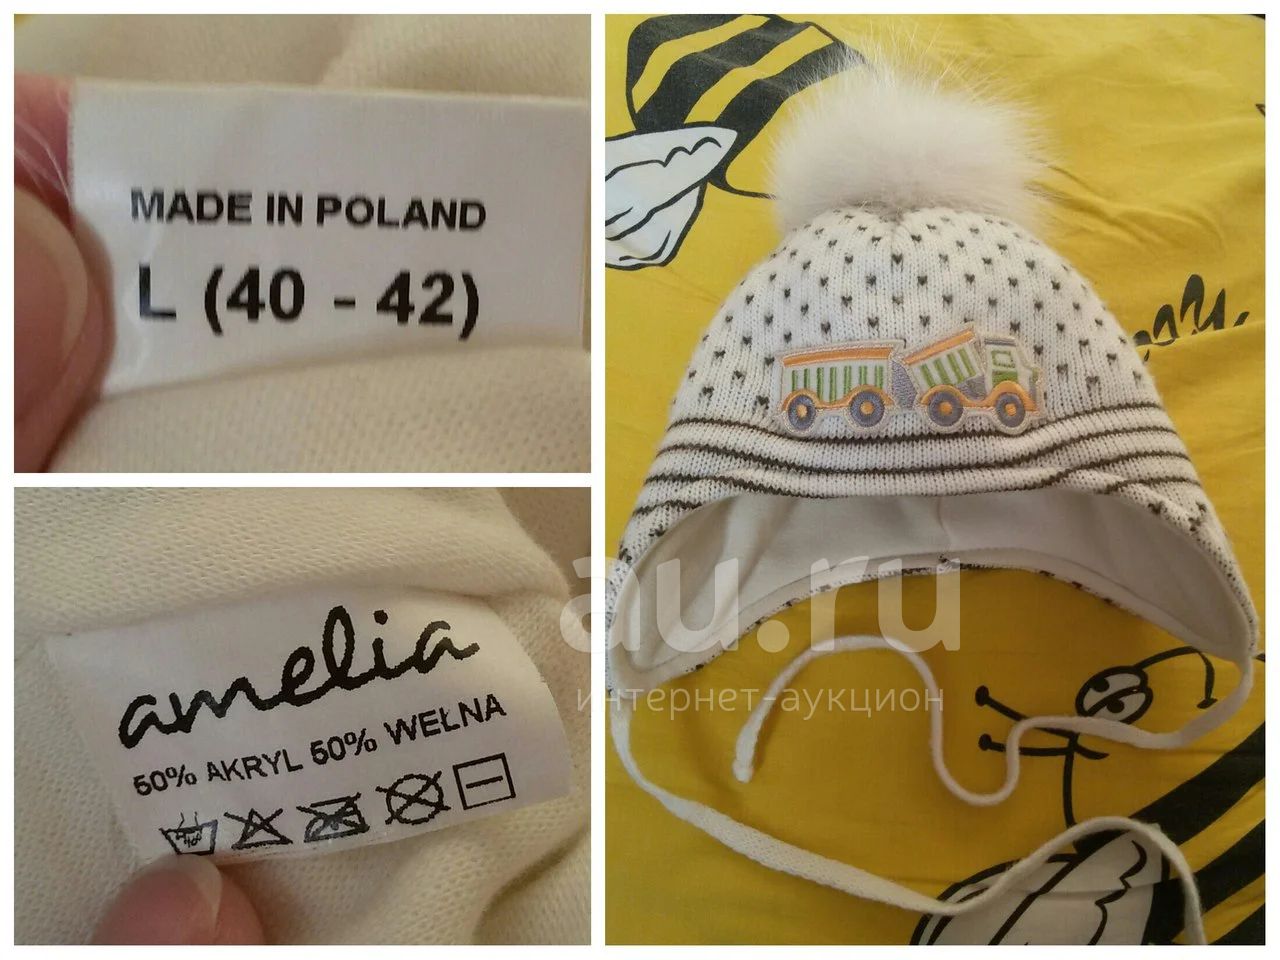 MADE IN POLAND
L (40 - 42)
amelia
50% AKRYL 50% WEŁNA
au.ru
интернет-аукцион